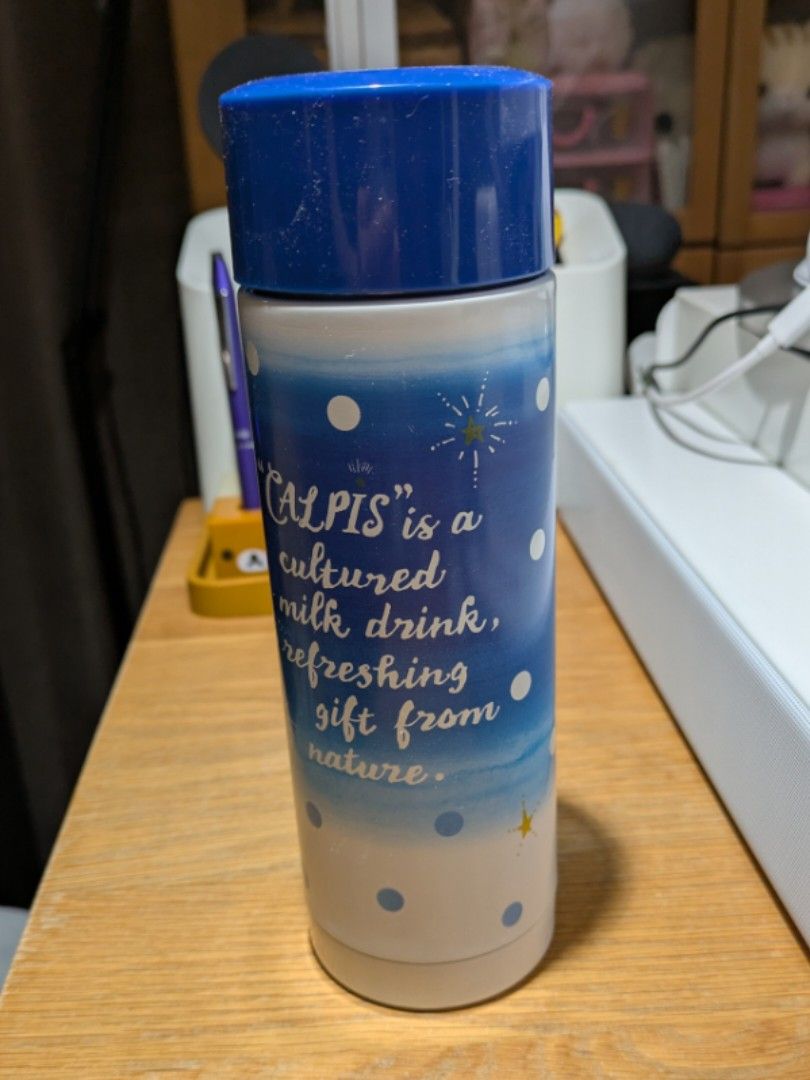 "CALPIS" is a
cultured
milk drink,
refreshing
gift from
nature.
A